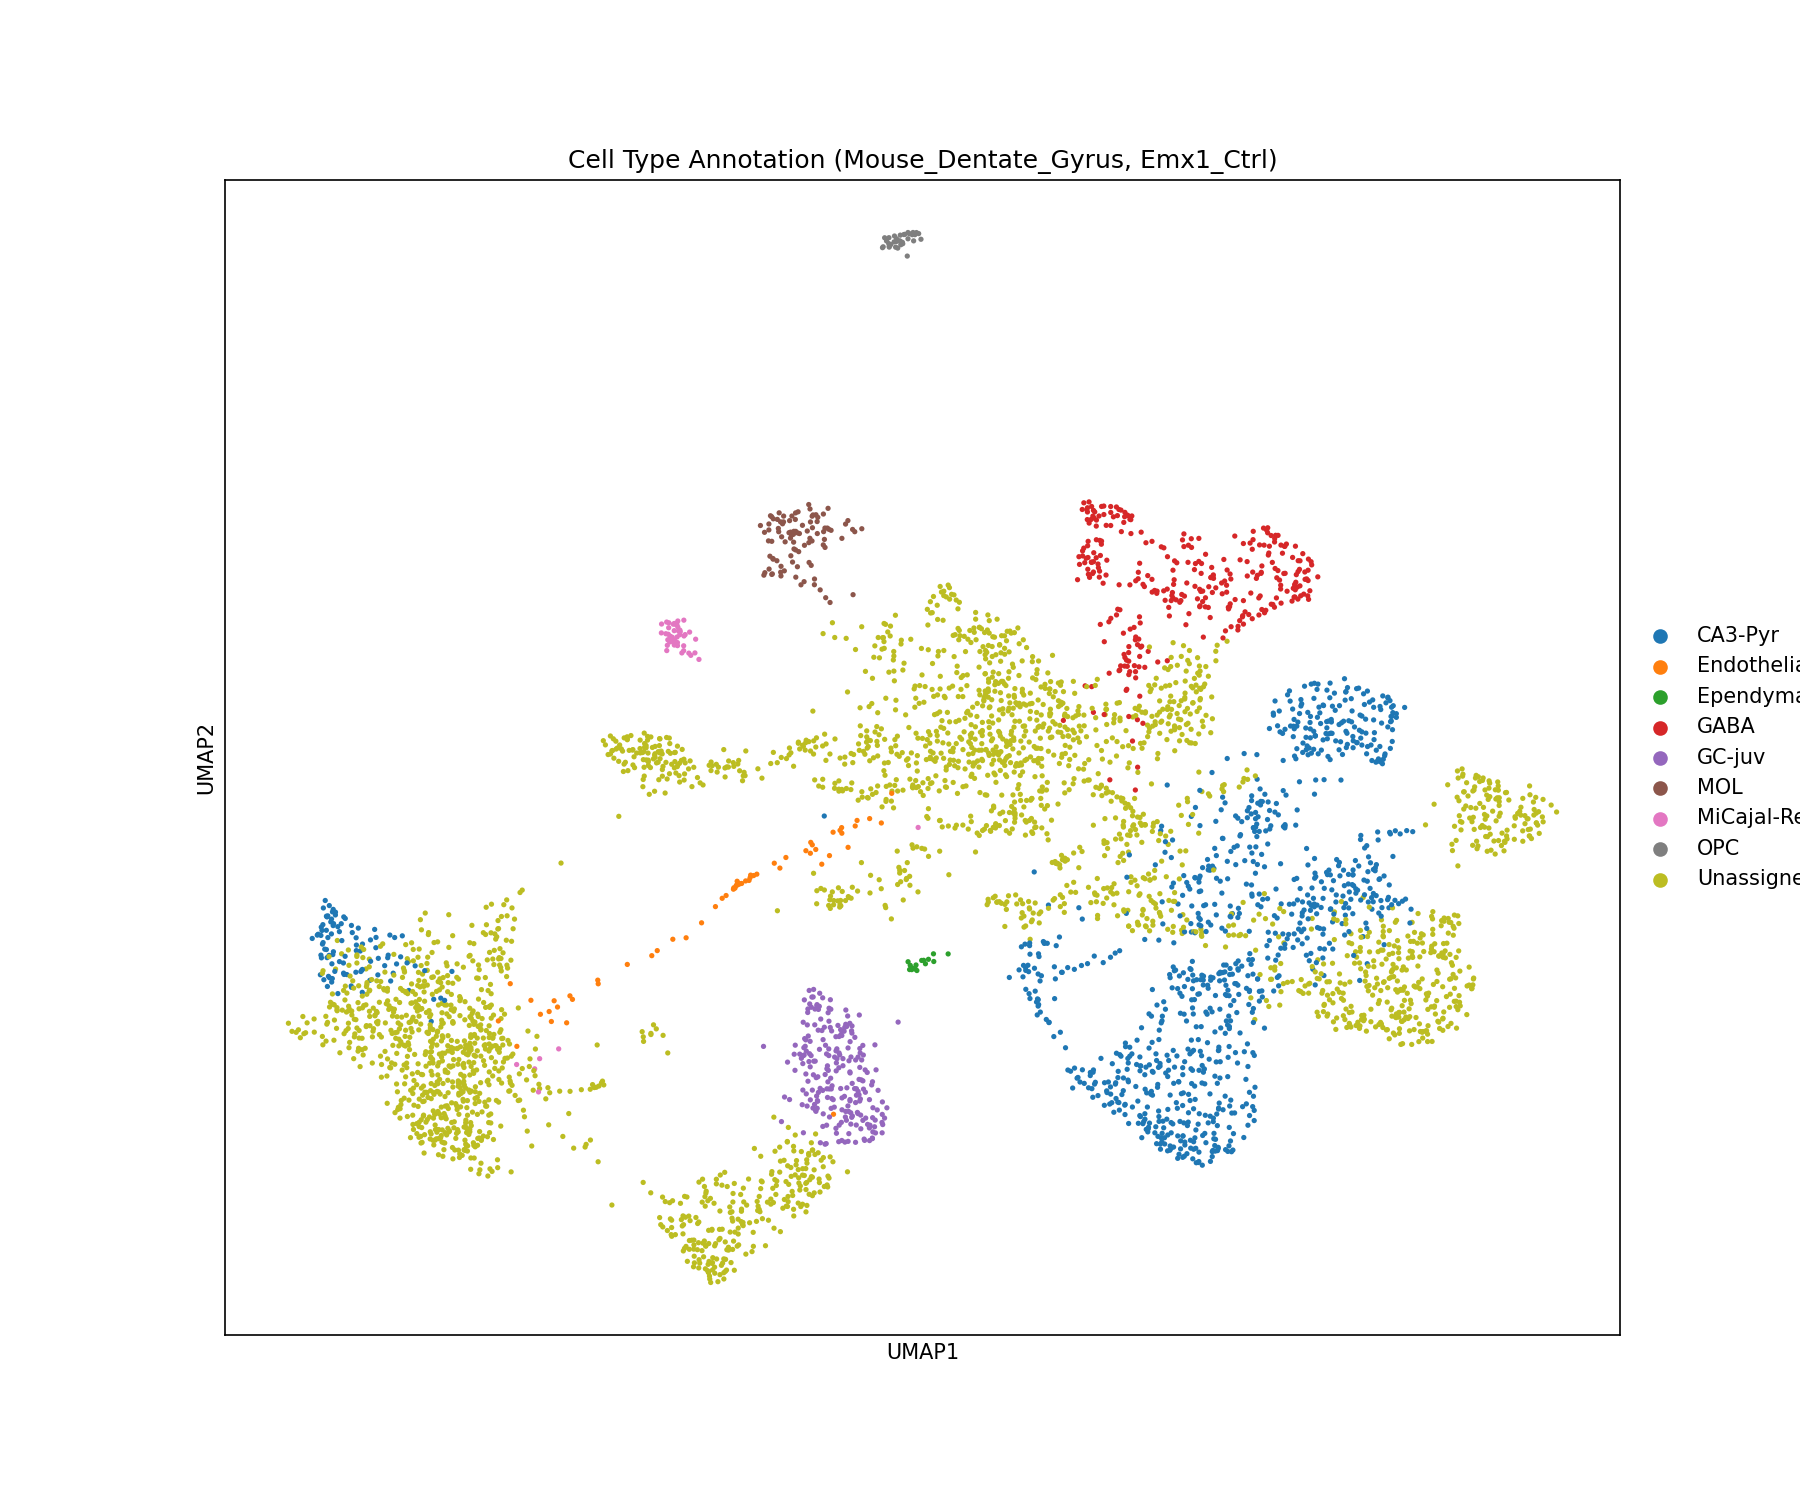 Cell Type Annotation (Mouse_Dentate_Gyrus, Emx1_Ctrl)
UMAP2
CA3-Pyr
Endothelia
Ependyma
GABA
GC-juv
MOL
MiCajal-Re
OPC
Unassigne
UMAP1